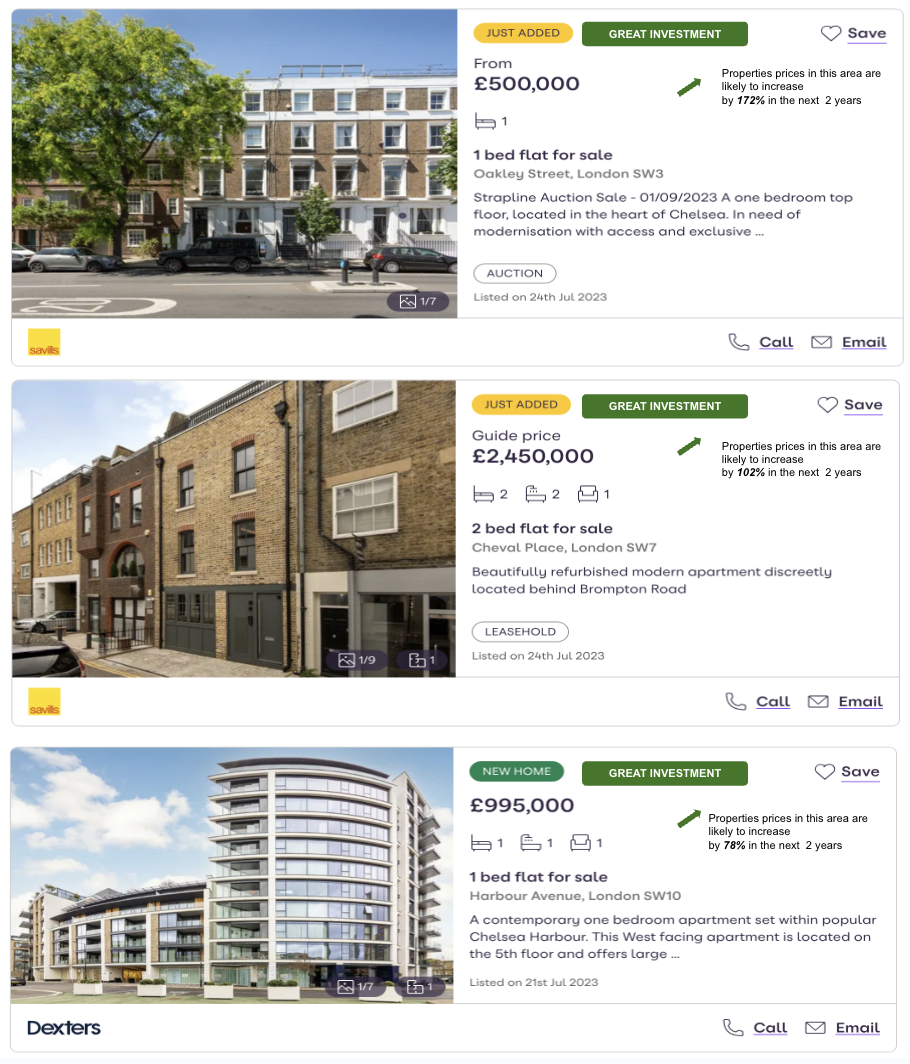 JUST ADDED
GREAT INVESTMENT
Save
From
£500,000
Properties prices in this area are
likely to increase
by 172% in the next 2 years
1
1 bed flat for sale
Oakley Street, London SW3
Strapline Auction Sale - 01/09/2023 A one bedroom top
floor, located in the heart of Chelsea. In need of
modernisation with access and exclusive ...
AUCTION
Listed on 24th Jul 2023
20
1/7
savills
Call
Email
JUST ADDED
GREAT INVESTMENT
Save
Guide price
£2,450,000
Properties prices in this area are
likely to increase
by 102% in the next 2 years
2 2 1
2 bed flat for sale
Cheval Place, London SW7
Beautifully refurbished modern apartment discreetly
located behind Brompton Road
LEASEHOLD
Listed on 24th Jul 2023
1/9
1
savills
Call
Email
NEW HOME
GREAT INVESTMENT
Save
£995,000
Properties prices in this area are
likely to increase
by 78% in the next 2 years
1 1 1
1 bed flat for sale
Harbour Avenue, London SW10
A contemporary one bedroom apartment set within popular
Chelsea Harbour. This West facing apartment is located on
the 5th floor and offers large ...
Listed on 21st Jul 2023
1/7
1
Dexters
Call
Email